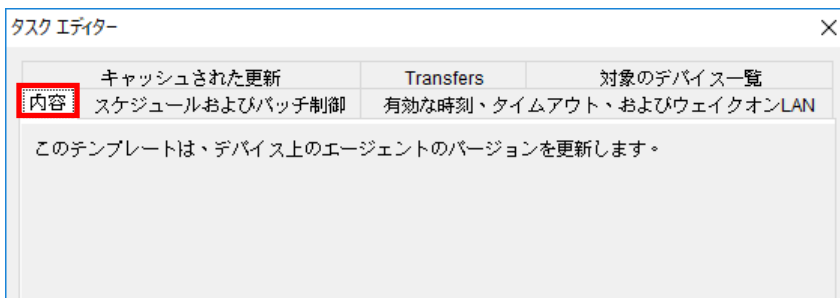 タスク エディター
キャッシュされた更新 Transfers 対象のデバイス一覧
内容 スケジュールおよびパッチ制御 有効な時刻、タイムアウト、およびウェイクオンLAN
このテンプレートは、デバイス上のエージェントのバージョンを更新します。